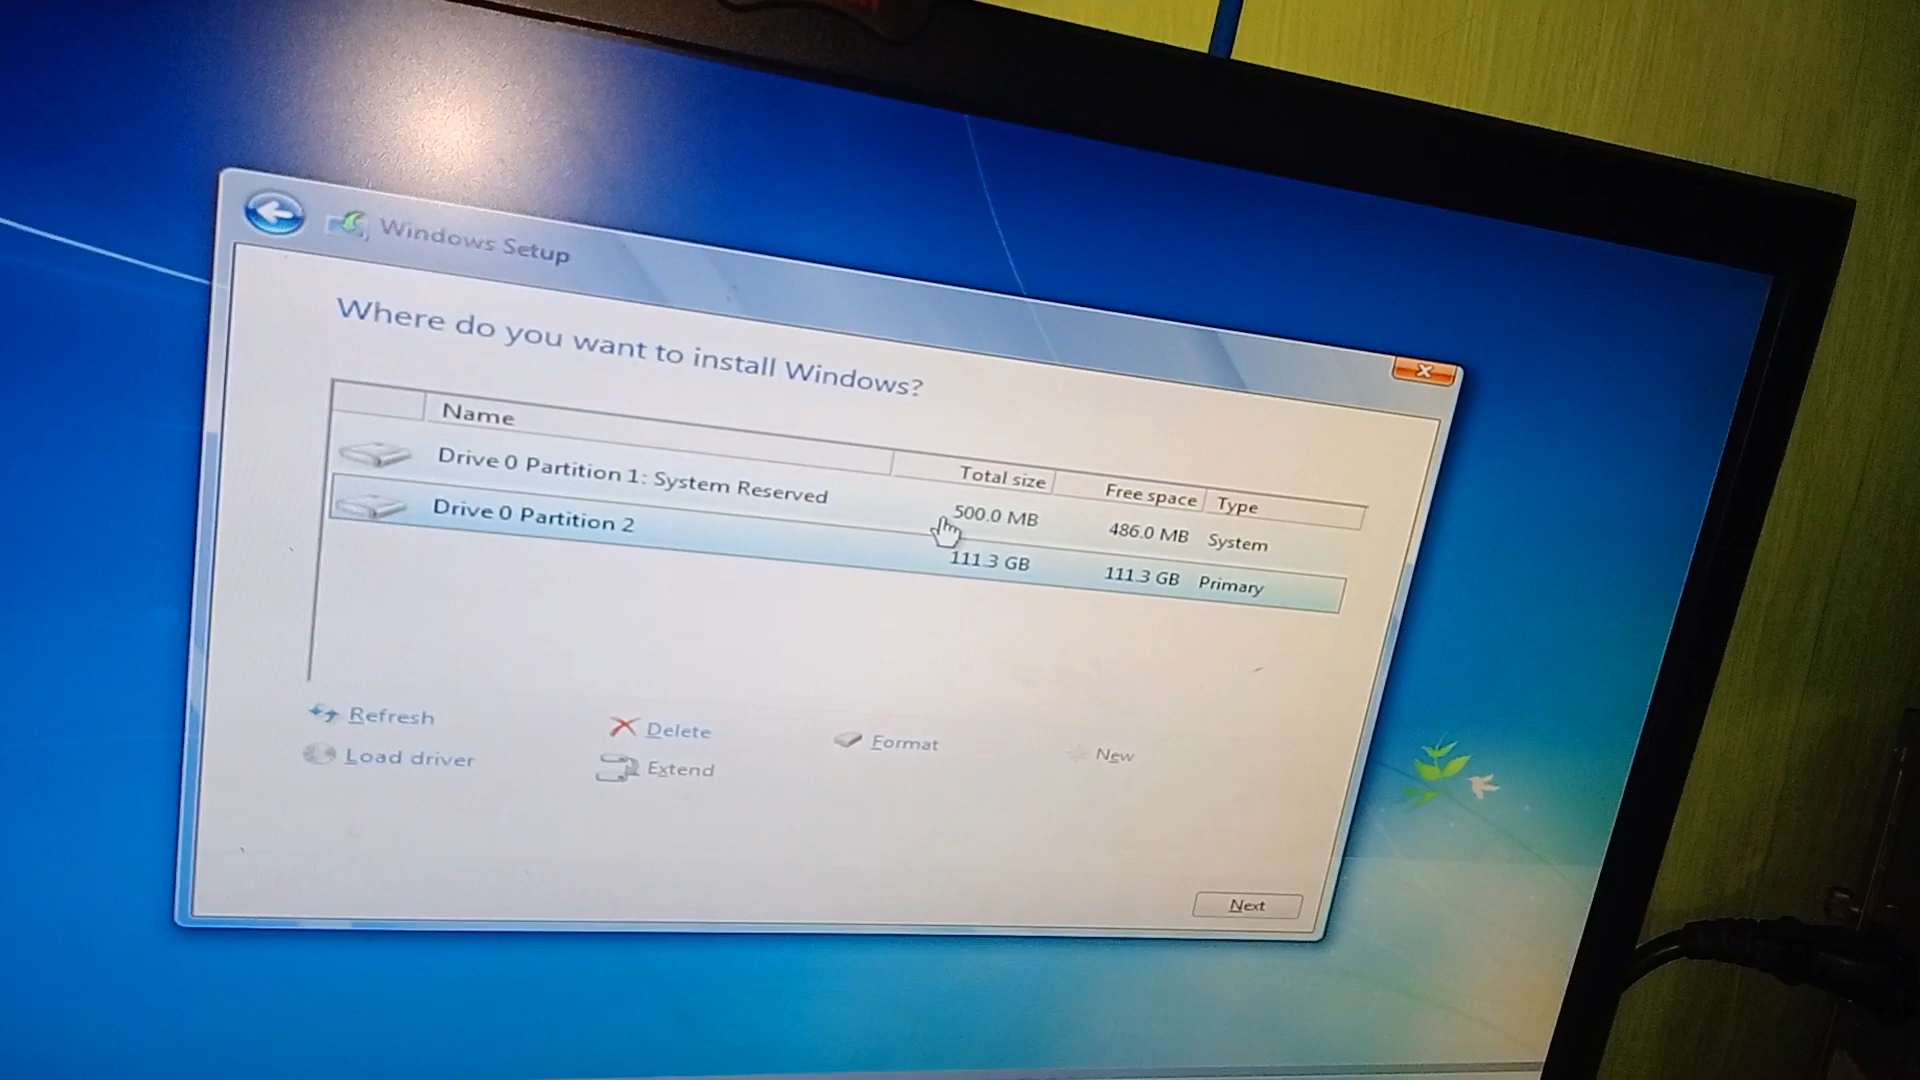 Windows Setup
Where do you want to install Windows?
Name Total size Free space Type
Drive 0 Partition 1: System Reserved 500.0 MB 486.0 MB System
Drive 0 Partition 2 111.3 GB 111.3 GB Primary
Refresh Delete Format New
Load driver Extend
Next